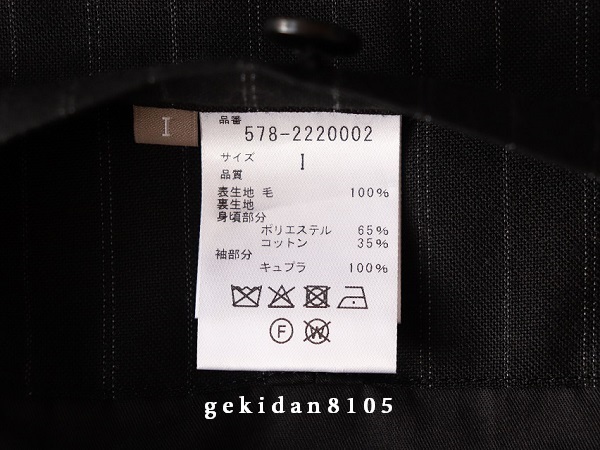 I
品番
578-2220002
サイズ I
品質
表生地 毛 100%
裏生地
身頃部分
ポリエステル 65%
コットン 35%
袖部分
キュプラ 100%
F W
gekidan8105